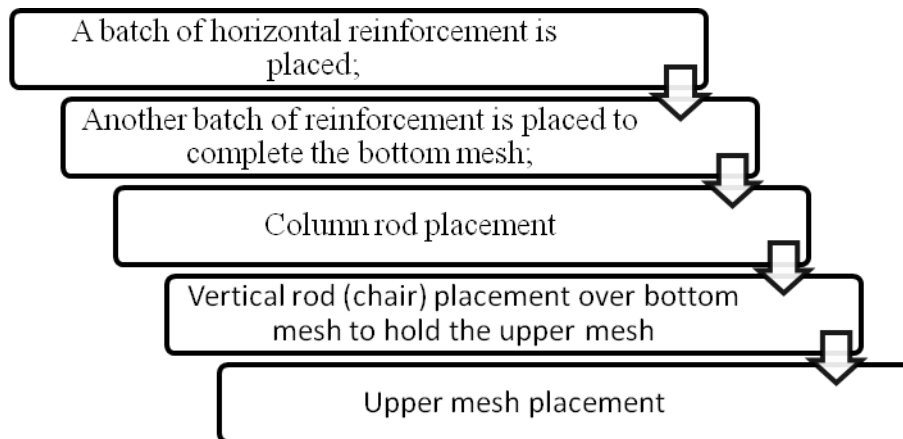 A batch of horizontal reinforcement is
placed;
Another batch of reinforcement is placed to
complete the bottom mesh;
Column rod placement
Vertical rod (chair) placement over bottom
mesh to hold the upper mesh
Upper mesh placement